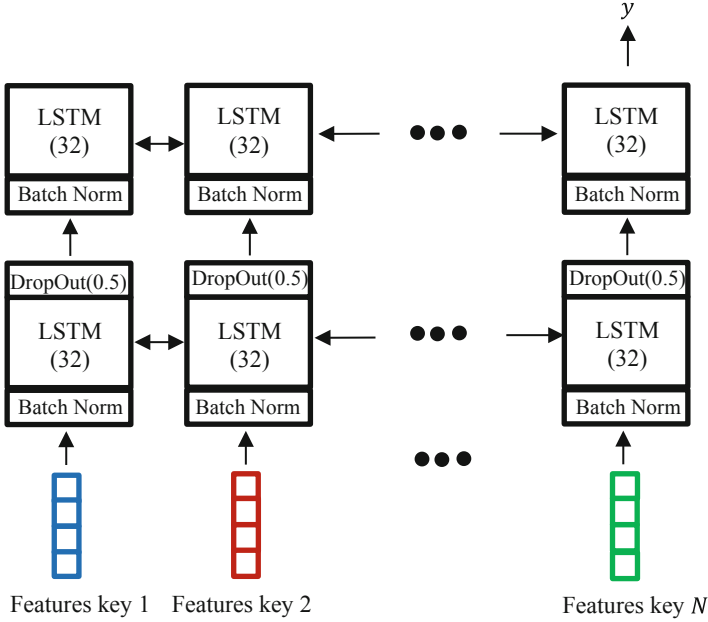 y
LSTM
(32)
LSTM
(32)
LSTM
(32)
Batch Norm
Batch Norm
Batch Norm
DropOut(0.5)
DropOut(0.5)
DropOut(0.5)
LSTM
(32)
LSTM
(32)
LSTM
(32)
Batch Norm
Batch Norm
Batch Norm
Features key 1
Features key 2
Features key N